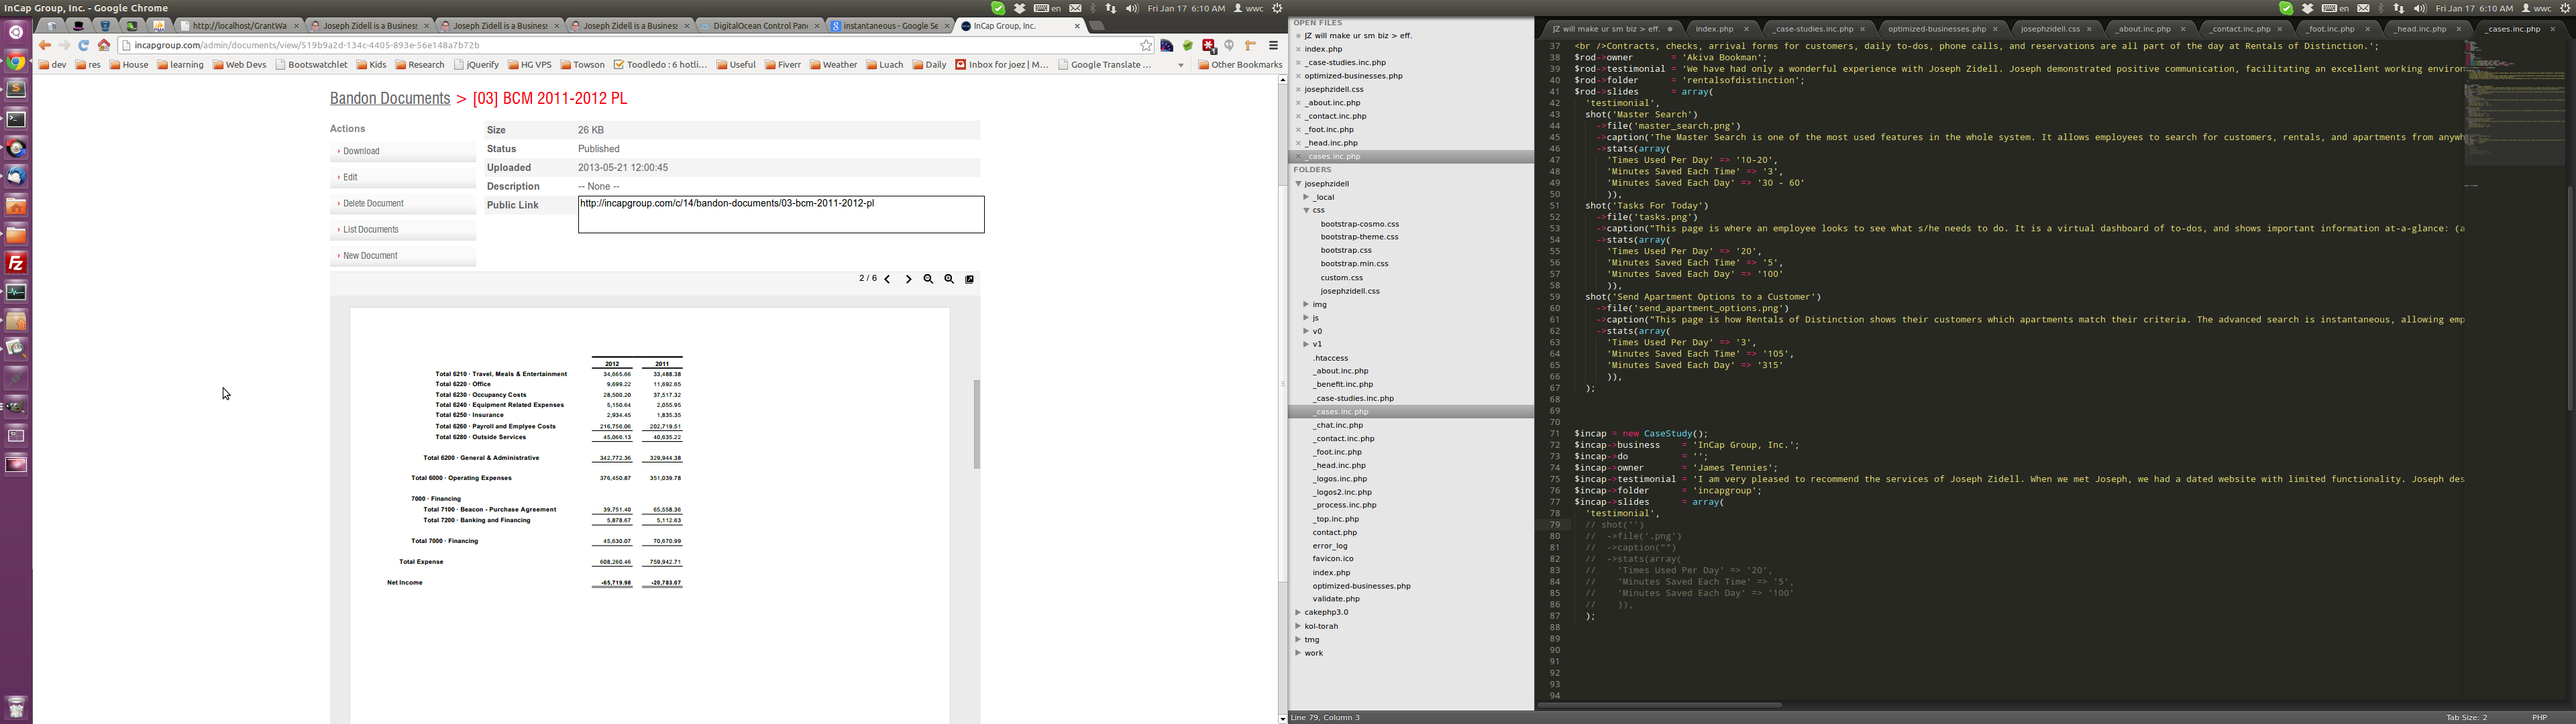 InCap Group, Inc. - Google Chrome
en
Fri Jan 17 6:10 AM
wwc
en
Fri Jan 17 6:10 AM
wwc
http://localhost/GrantWa
Joseph Zidell is a Business
Joseph Zidell is a Business
Joseph Zidell is a Business
DigitalOcean Control Pane
instantaneous - Google Se
InCap Group, Inc.
incapgroup.com/admin/documents/view/519b9a2d-134c-4405-893e-56e148a7b72b
dev
res
House
learning
Web Devs
Bootswatchlet
Kids
Research
jQuerify
HG VPS
Towson
Toodledo : 6 hotli...
Useful
Fiverr
Weather
Luach
Daily
Inbox for joez | M...
Google Translate ...
Other Bookmarks
Bandon Documents > [03] BCM 2011-2012 PL
Actions
Download
Edit
Delete Document
List Documents
New Document
Size 26 KB
Status Published
Uploaded 2013-05-21 12:00:45
Description -- None --
Public Link http://incapgroup.com/c/14/bandon-documents/03-bcm-2011-2012-pl
2 / 6
2012 2011
Total 6210 · Travel, Meals & Entertainment 34,665.66 33,488.38
Total 6220 · Office 9,699.22 11,692.65
Total 6230 · Occupancy Costs 28,500.20 37,517.32
Total 6240 · Equipment Related Expenses 5,150.64 2,055.95
Total 6250 · Insurance 2,934.45 1,835.35
Total 6260 · Payroll and Emplyee Costs 216,756.06 202,719.51
Total 6280 · Outside Services 45,066.13 40,635.22
Total 6200 · General & Administrative 342,772.36 329,944.38
Total 6000 · Operating Expenses 376,450.87 351,039.78
7000 · Financing
Total 7100 · Beacon - Purchase Agreement 39,751.40 65,558.36
Total 7200 · Banking and Financing 5,878.67 5,112.63
Total 7000 · Financing 45,630.07 70,670.99
Total Expense 608,260.46 759,942.71
Net Income -65,719.98 -20,783.07
OPEN FILES
JZ will make ur sm biz > eff.
index.php
_case-studies.inc.php
optimized-businesses.php
josephzidell.css
_about.inc.php
_contact.inc.php
_foot.inc.php
_head.inc.php
_cases.inc.php
FOLDERS
josephzidell
_local
css
bootstrap-cosmo.css
bootstrap-theme.css
bootstrap.css
bootstrap.min.css
custom.css
josephzidell.css
img
js
v0
v1
.htaccess
_about.inc.php
_benefit.inc.php
_case-studies.inc.php
_cases.inc.php
_chat.inc.php
_contact.inc.php
_foot.inc.php
_head.inc.php
_logos.inc.php
_logos2.inc.php
_process.inc.php
_top.inc.php
contact.php
error_log
favicon.ico
index.php
optimized-businesses.php
validate.php
cakephp3.0
kol-torah
tmg
work
JZ will make ur sm biz > eff.
index.php
_case-studies.inc.php
optimized-businesses.php
josephzidell.css
_about.inc.php
_contact.inc.php
_foot.inc.php
_head.inc.php
_cases.inc.php
37 <br />Contracts, checks, arrival forms for customers, daily to-dos, phone calls, and reservations are all part of the day at Rentals of Distinction.';
38 $rod->owner = 'Akiva Bookman';
39 $rod->testimonial = 'We have had only a wonderful experience with Joseph Zidell. Joseph demonstrated positive communication, facilitating an excellent working environ
40 $rod->folder = 'rentalsofdistinction';
41 $rod->slides = array(
42 'testimonial',
43 shot('Master Search')
44 ->file('master_search.png')
45 ->caption('The Master Search is one of the most used features in the whole system. It allows employees to search for customers, rentals, and apartments from anywh
46 ->stats(array(
47 'Times Used Per Day' => '10-20',
48 'Minutes Saved Each Time' => '3',
49 'Minutes Saved Each Day' => '30 - 60'
50 )),
51 shot('Tasks For Today')
52 ->file('tasks.png')
53 ->caption("This page is where an employee looks to see what s/he needs to do. It is a virtual dashboard of to-dos, and shows important information at-a-glance: (a
54 ->stats(array(
55 'Times Used Per Day' => '20',
56 'Minutes Saved Each Time' => '5',
57 'Minutes Saved Each Day' => '100'
58 )),
59 shot('Send Apartment Options to a Customer')
60 ->file('send_apartment_options.png')
61 ->caption("This page is how Rentals of Distinction shows their customers which apartments match their criteria. The advanced search is instantaneous, allowing emp
62 ->stats(array(
63 'Times Used Per Day' => '3',
64 'Minutes Saved Each Time' => '105',
65 'Minutes Saved Each Day' => '315'
66 )),
67 );
68
69
70
71 $incap = new CaseStudy();
72 $incap->business = 'InCap Group, Inc.';
73 $incap->do = '';
74 $incap->owner = 'James Tennies';
75 $incap->testimonial = 'I am very pleased to recommend the services of Joseph Zidell. When we met Joseph, we had a dated website with limited functionality. Joseph des
76 $incap->folder = 'incapgroup';
77 $incap->slides = array(
78 'testimonial',
79 // shot('')
80 // ->file('.png')
81 // ->caption("")
82 // ->stats(array(
83 // 'Times Used Per Day' => '20',
84 // 'Minutes Saved Each Time' => '5',
85 // 'Minutes Saved Each Day' => '100'
86 // )),
87 );
88
89
90
91
92
93
94
Line 79, Column 3
Tab Size: 2
PHP